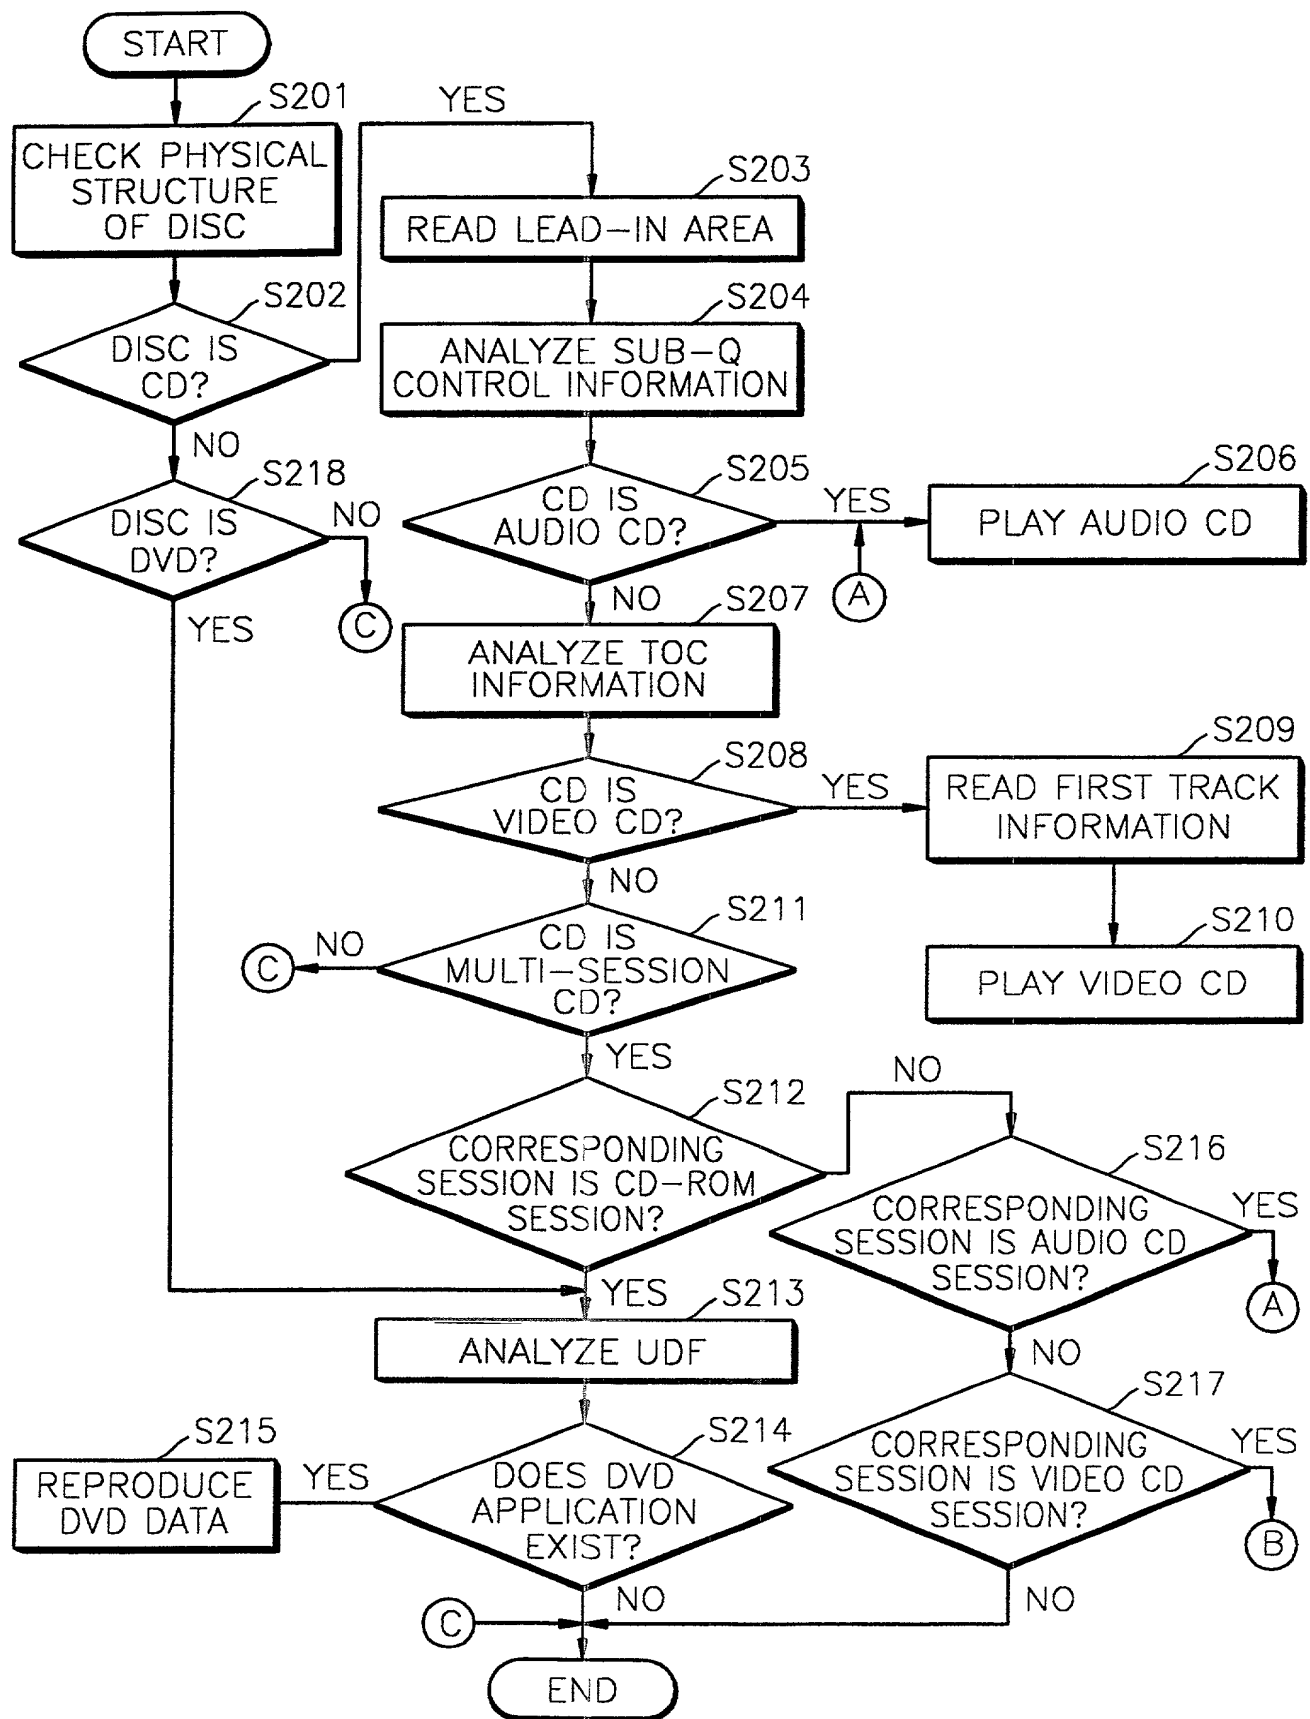 START
S201
CHECK PHYSICAL
STRUCTURE
OF DISC
YES
S203
READ LEAD-IN AREA
S202
DISC IS
CD?
S204
ANALYZE SUB-Q
CONTROL INFORMATION
NO
S218
DISC IS
DVD?
NO
C
YES
S205
CD IS
AUDIO CD?
YES
A
S206
PLAY AUDIO CD
NO
S207
ANALYZE TOC
INFORMATION
S208
CD IS
VIDEO CD?
YES
S209
READ FIRST TRACK
INFORMATION
NO
S211
CD IS
MULTI-SESSION
CD?
NO
C
S210
PLAY VIDEO CD
YES
S212
CORRESPONDING
SESSION IS CD-ROM
SESSION?
NO
S216
CORRESPONDING
SESSION IS AUDIO CD
SESSION?
YES
A
YES
S213
ANALYZE UDF
NO
S217
CORRESPONDING
SESSION IS VIDEO CD
SESSION?
YES
B
S214
DOES DVD
APPLICATION
EXIST?
YES
S215
REPRODUCE
DVD DATA
NO
NO
C
END